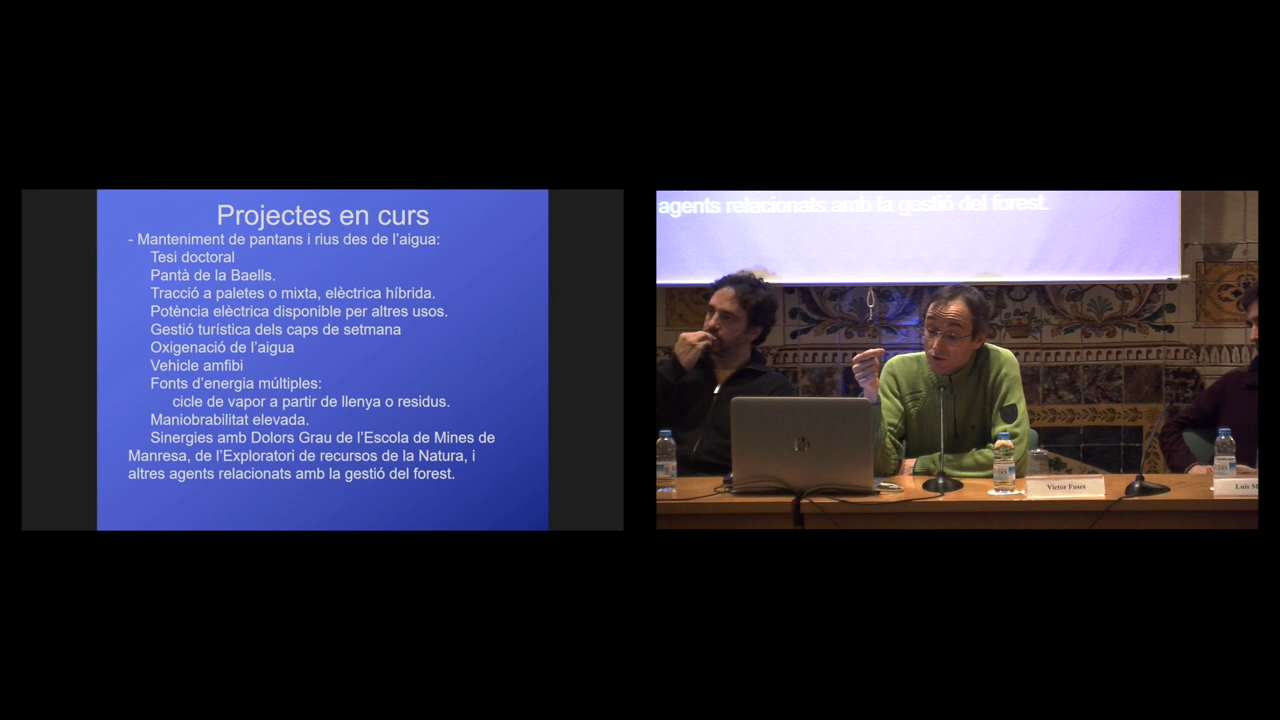 Projectes en curs
- Manteniment de pantans i rius des de l'aigua:
Tesi doctoral
Pantà de la Baells.
Tracció a paletes o mixta, elèctrica híbrida.
Potència elèctrica disponible per altres usos.
Gestió turística dels caps de setmana
Oxigenació de l'aigua
Vehicle amfibi
Fonts d'energia múltiples:
cicle de vapor a partir de llenya o residus.
Maniobrabilitat elevada.
Sinergies amb Dolors Grau de l'Escola de Mines de
Manresa, de l'Exploratori de recursos de la Natura, i
altres agents relacionats amb la gestió del forest.
agents relacionats amb la gestió del forest.
hp
Víctor Fuses
Luis M